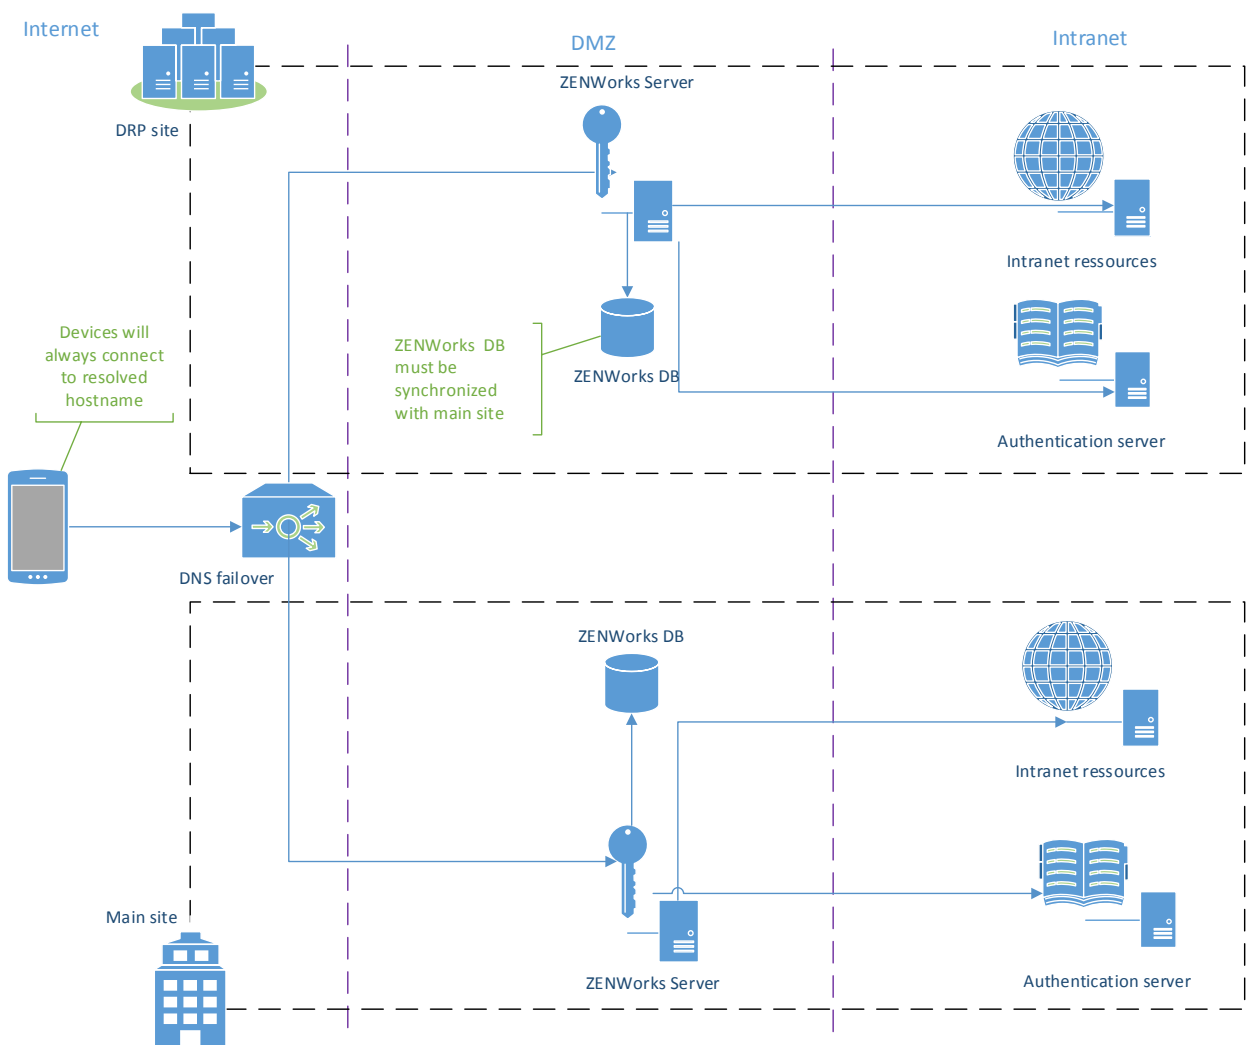 Internet
DMZ
Intranet
ZENWorks Server
DRP site
Intranet ressources
Devices will
always connect
to resolved
hostname
ZENWorks  DB
must be
synchronized
with main site
ZENWorks DB
Authentication server
DNS failover
ZENWorks DB
Intranet ressources
Main site
ZENWorks Server
Authentication server